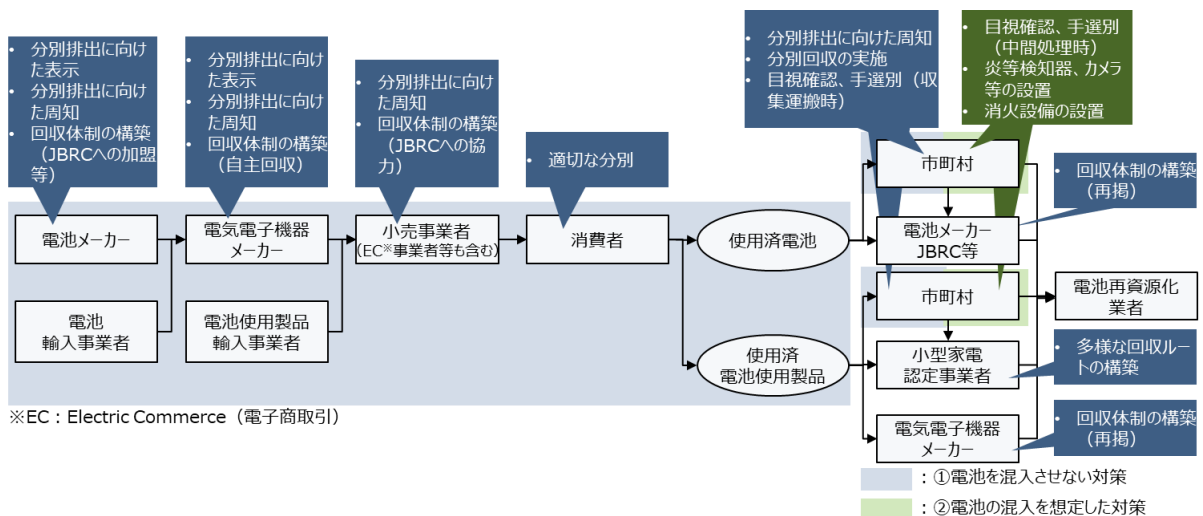 • 分別排出に向け
た表示
• 分別排出に向け
た周知
• 回収体制の構築
（JBRCへの加盟
等）
• 分別排出に向け
た表示
• 分別排出に向け
た周知
• 回収体制の構築
（自主回収）
• 分別排出に向け
た周知
• 回収体制の構築
（JBRCへの協
力）
• 適切な分別
• 分別排出に向けた周知
• 分別回収の実施
• 目視確認、手選別（収
集運搬時）
• 目視確認、手選別
（中間処理時）
• 炎等検知器、カメラ
等の設置
• 消火設備の設置
電池メーカー
電気電子機器
メーカー
小売事業者
（EC※事業者等も含む）
消費者
使用済電池
市町村
電池メーカー
JBRC等
• 回収体制の構築
（再掲）
電池
輸入事業者
電池使用製品
輸入事業者
使用済
電池使用製品
市町村
小型家電
認定事業者
電気電子機器
メーカー
電池再資源化
業者
• 多様な回収ルー
トの構築
• 回収体制の構築
（再掲）
※EC：Electric Commerce（電子商取引）
：①電池を混入させない対策
：②電池の混入を想定した対策